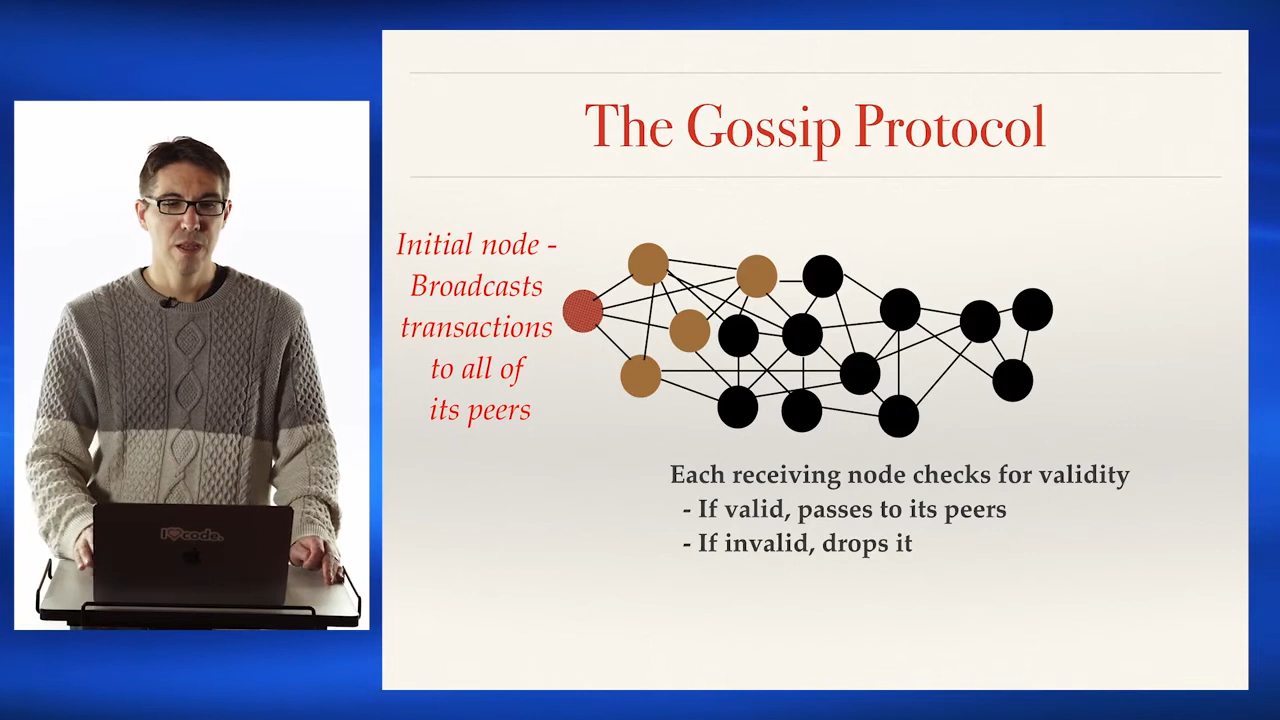 The Gossip Protocol
Initial node -
Broadcasts
transactions
to all of
its peers
Each receiving node checks for validity
- If valid, passes to its peers
- If invalid, drops it
I code.